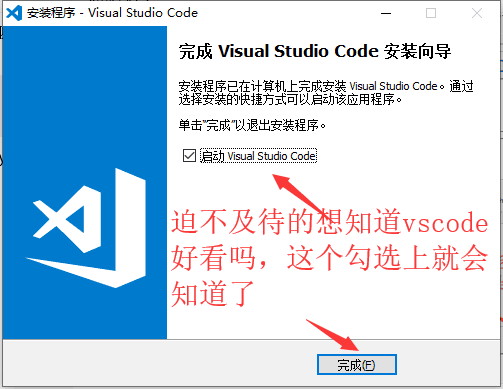 安装程序 - Visual Studio Code
完成 Visual Studio Code 安装向导
安装程序已在计算机上完成安装 Visual Studio Code。通过
选择安装的快捷方式可以启动该应用程序。
单击"完成"以退出安装程序。
启动 Visual Studio Code
迫不及待的想知道vscode
好看吗，这个勾选上就会
知道了
完成(F)